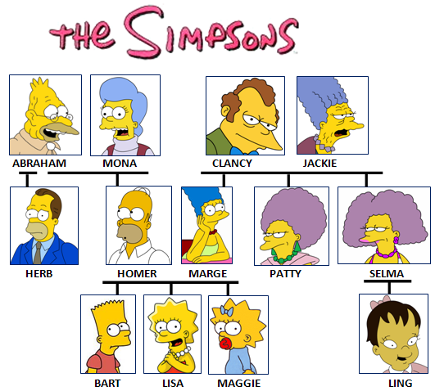 THE SIMPSONS
ABRAHAM MONA CLANCY JACKIE
HERB HOMER MARGE PATTY SELMA
BART LISA MAGGIE LING